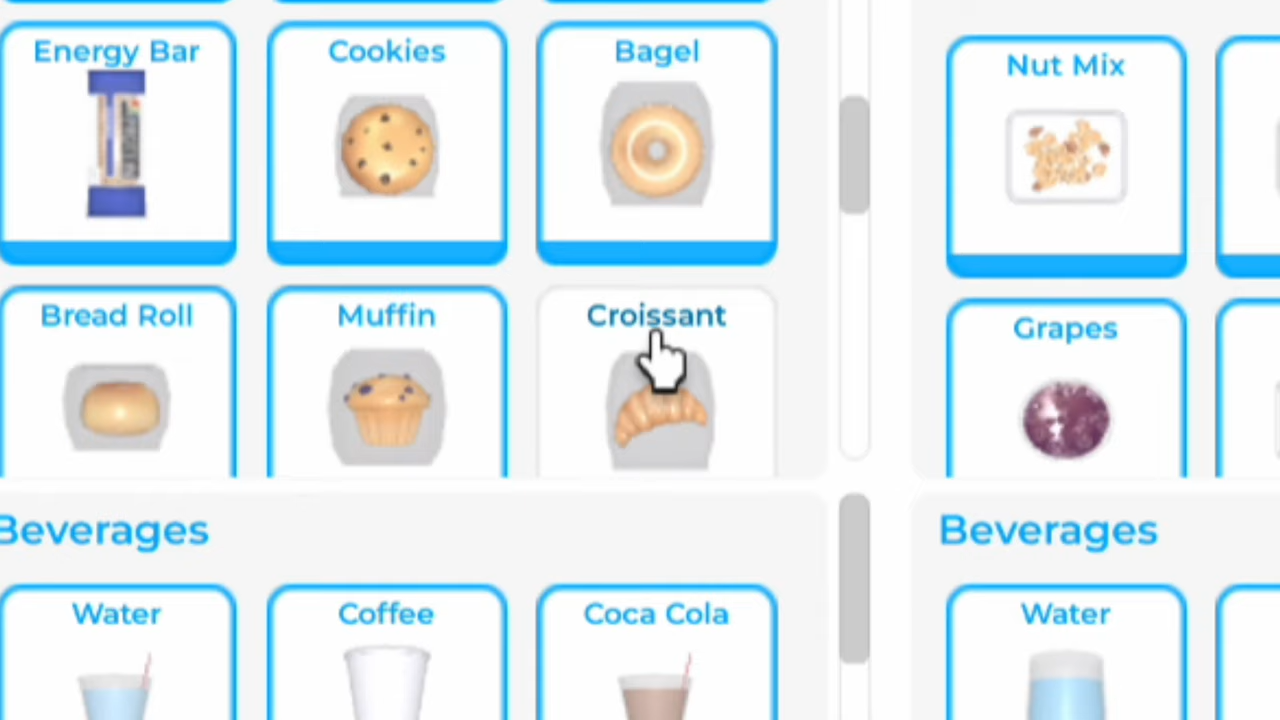 Energy Bar
Cookies
Bagel
Nut Mix
Bread Roll
Muffin
Croissant
Grapes
Beverages
Beverages
Water
Coffee
Coca Cola
Water